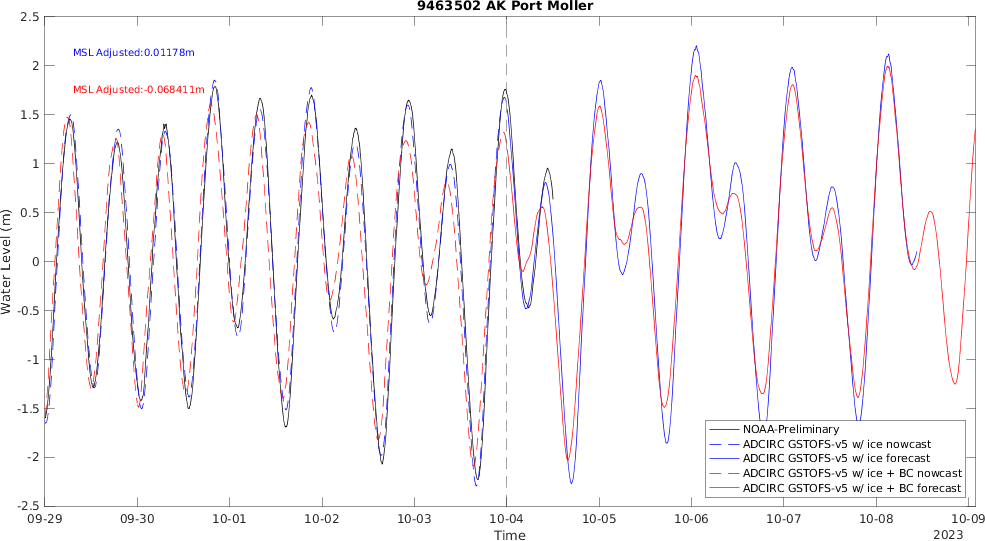 9463502 AK Port Moller
MSL Adjusted:0.01178m
MSL Adjusted:-0.068411m
Water Level (m)
2.5
2
1.5
1
0.5
0
-0.5
-1
-1.5
-2
-2.5
NOAA-Preliminary
ADCIRC GSTOFS-v5 w/ ice nowcast
ADCIRC GSTOFS-v5 w/ ice forecast
ADCIRC GSTOFS-v5 w/ ice + BC nowcast
ADCIRC GSTOFS-v5 w/ ice + BC forecast
09-29 09-30 10-01 10-02 10-03 10-04 10-05 10-06 10-07 10-08 10-09
Time
2023